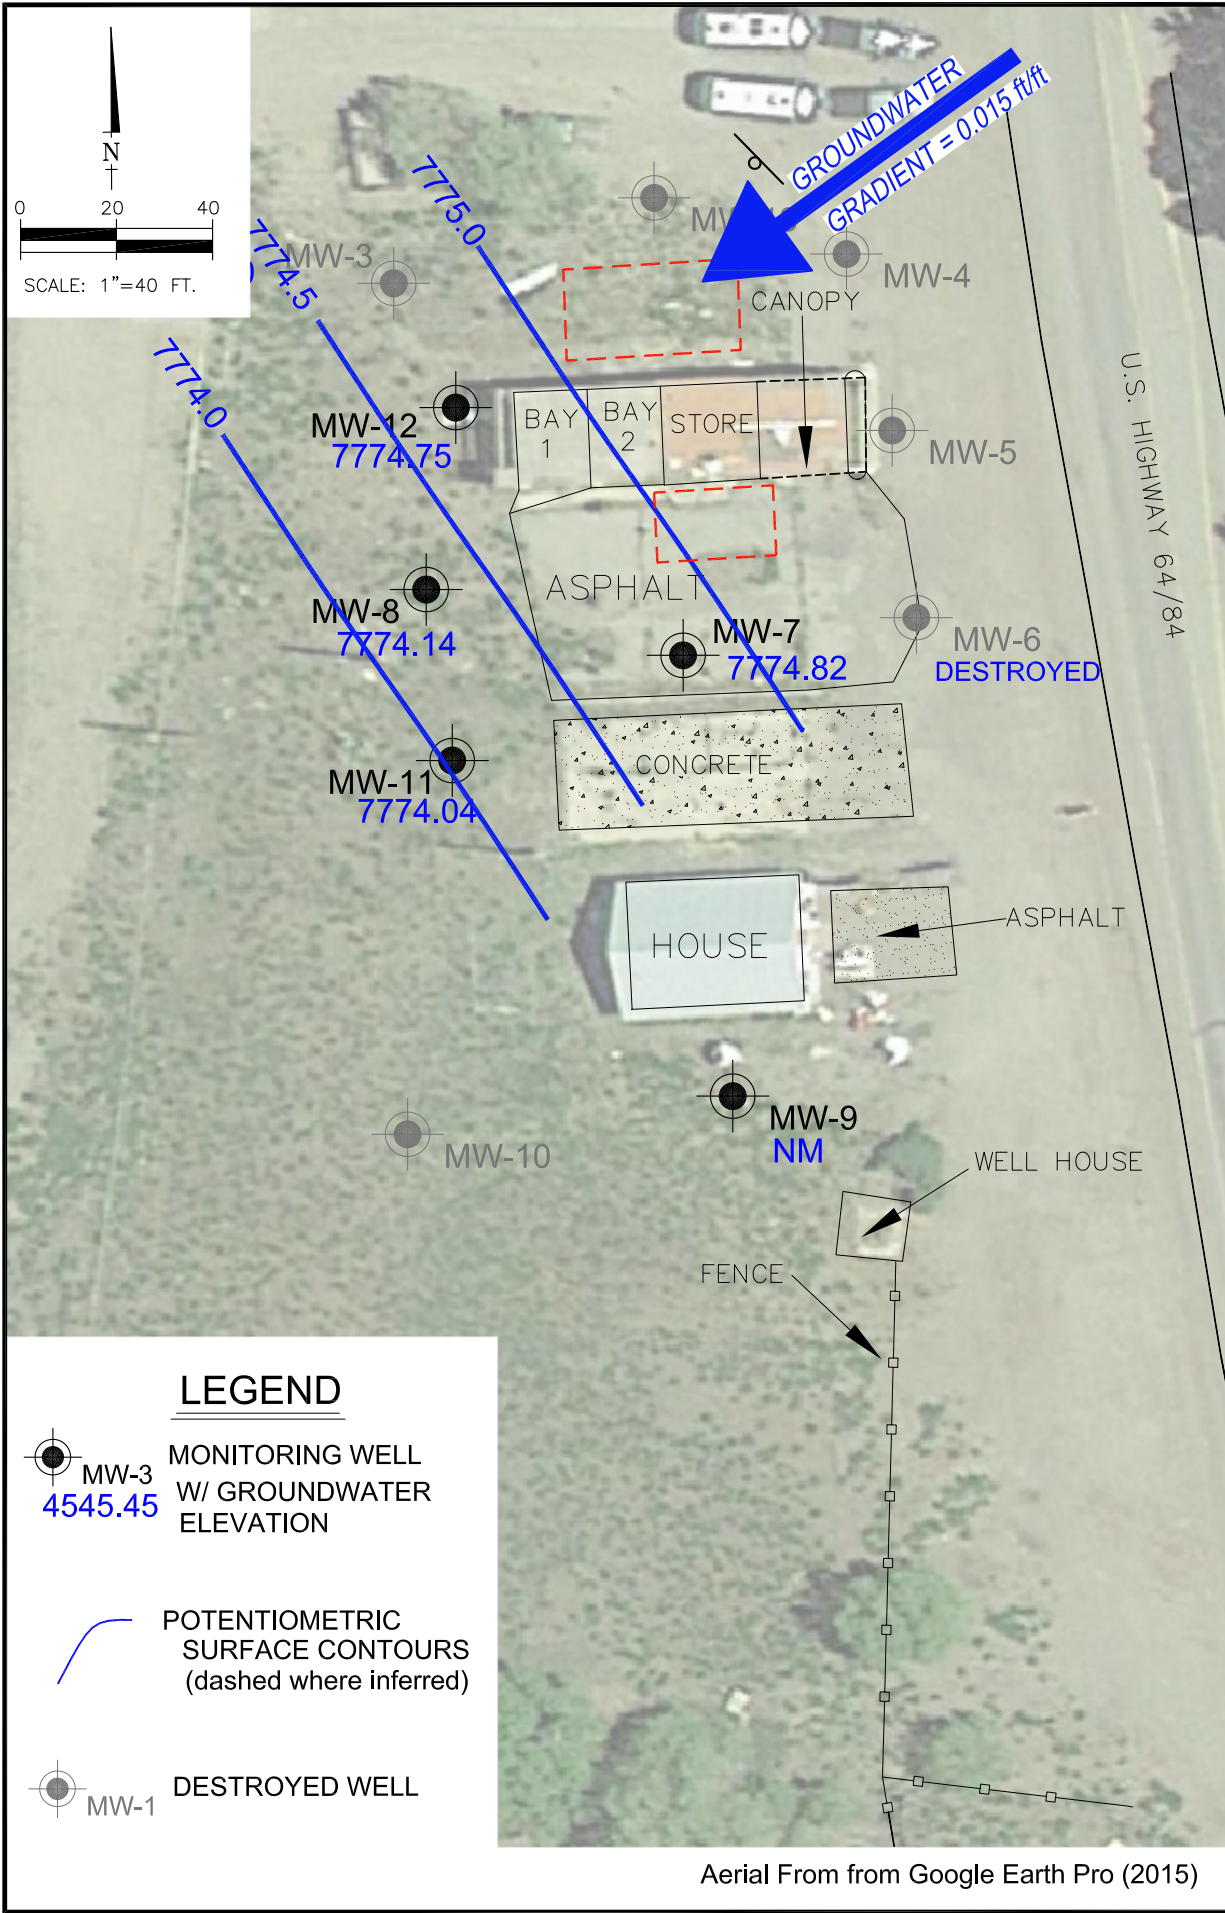 N
0 20 40
SCALE: 1"=40 FT.
GROUNDWATER
GRADIENT = 0.015 ft/ft
7775.0
7774.5
7774.0
MW-3
MW-4
CANOPY
U.S. HIGHWAY 64/84
MW-12
7774.75
BAY
1
BAY
2
STORE
MW-5
ASPHALT
MW-8
7774.14
MW-7
7774.82
MW-6
DESTROYED
MW-11
7774.04
CONCRETE
HOUSE
ASPHALT
MW-9
NM
MW-10
WELL HOUSE
FENCE
LEGEND
MW-3
4545.45
MONITORING WELL
W/ GROUNDWATER
ELEVATION
POTENTIOMETRIC
SURFACE CONTOURS
(dashed where inferred)
MW-1
DESTROYED WELL
Aerial From from Google Earth Pro (2015)